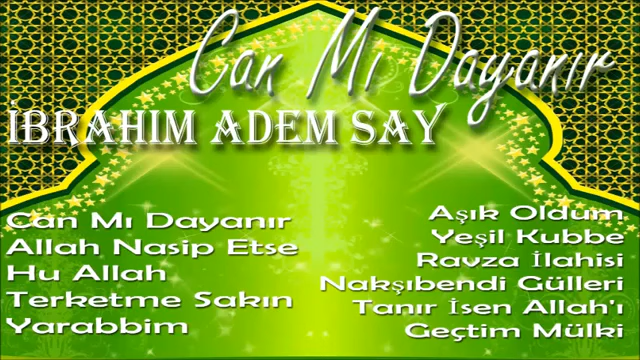 Can Mı Dayanır
İBRAHIM ADEM SAY
Can Mı Dayanır
Allah Nasip Etse
Hu Allah
Terketme Sakın
Yarabbim
Aşık Oldum
Yeşil Kubbe
Ravza İlahisi
Nakşıbendi Gülleri
Tanır İsen Allah'ı
Geçtim Mülki